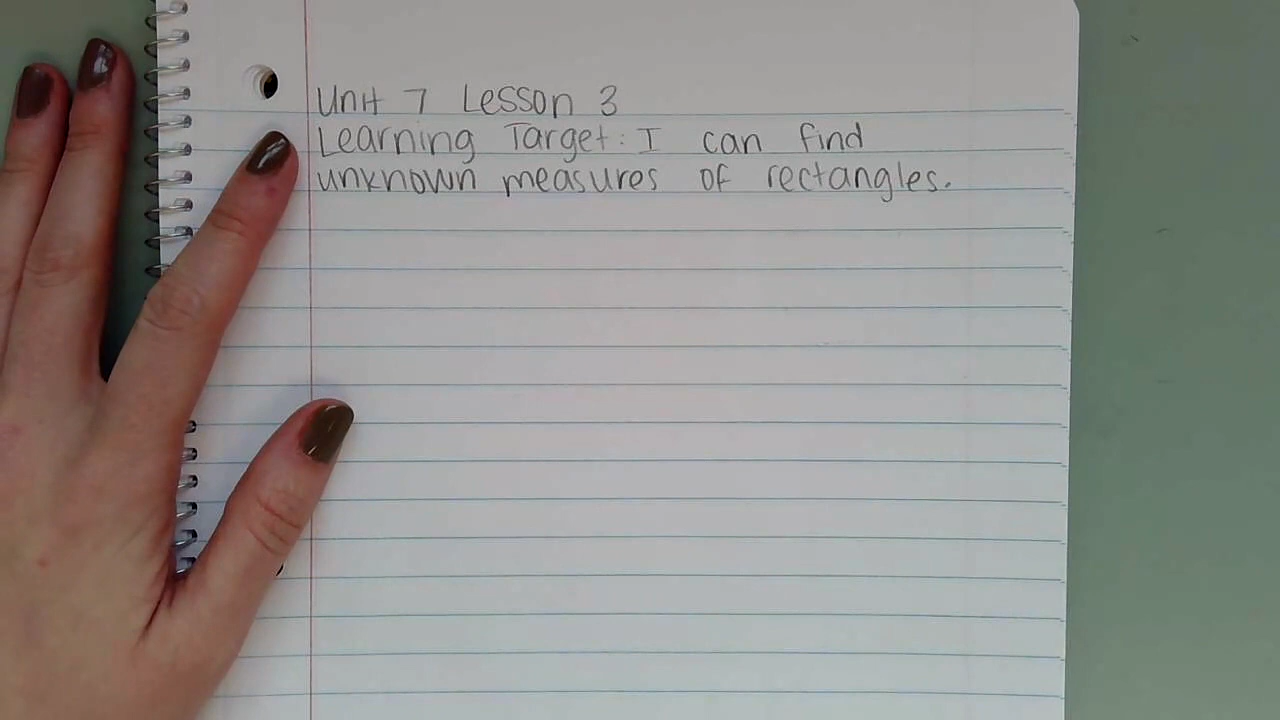 Unit 7 Lesson 3
Learning Target: I can find
unknown measures of rectangles.